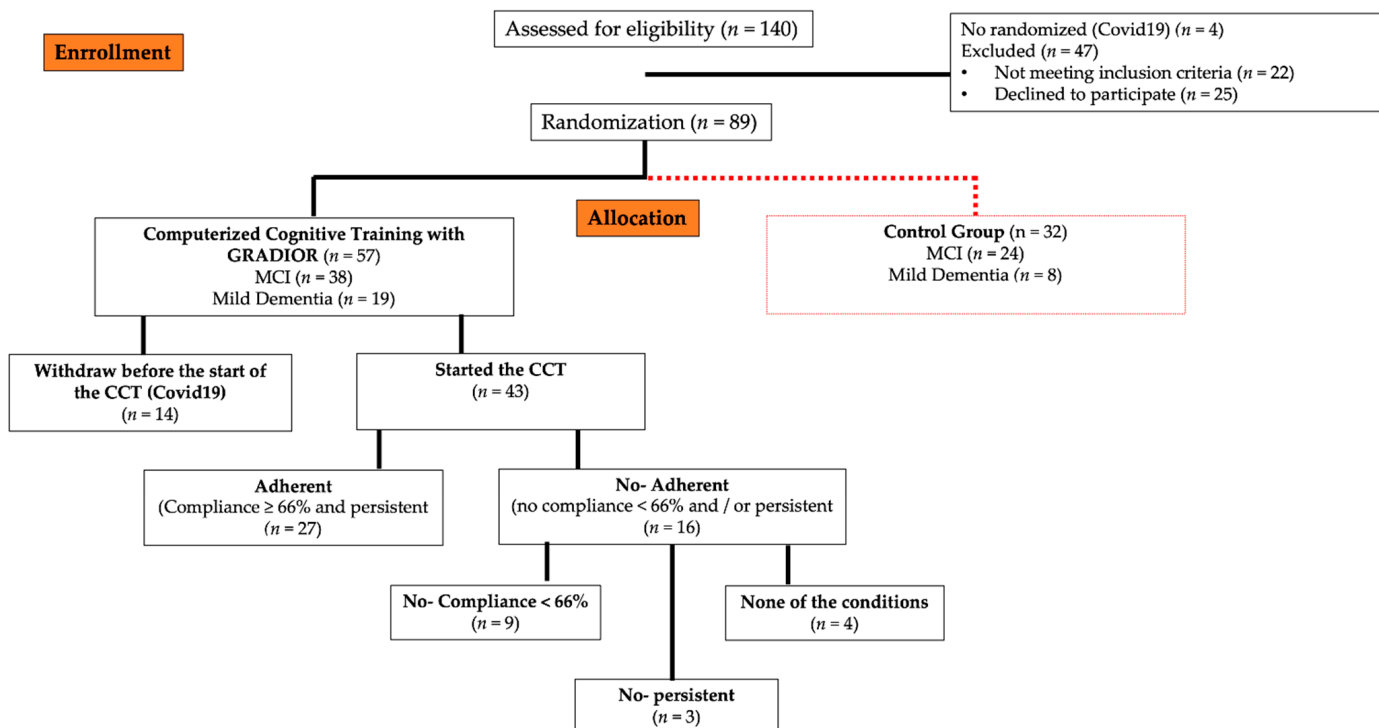 Enrrollment
Assessed for eligibility (n = 140)
No randomized (Covid19) (n = 4)
Excluded (n = 47)
• Not meeting inclusion criteria (n = 22)
• Declined to participate (n = 25)
Randomization (n = 89)
Allocation
Computerized Cognitive Training with
GRADIOR (n = 57)
MCI (n = 38)
Mild Dementia (n = 19)
Control Group (n = 32)
MCI (n = 24)
Mild Dementia (n = 8)
Withdraw before the start of
the CCT (Covid19)
(n = 14)
Started the CCT
(n = 43)
Adherent
(Compliance ≥ 66% and persistent
(n = 27)
No- Adherent
(no compliance < 66% and / or persistent
(n = 16)
No- Compliance < 66%
(n = 9)
None of the conditions
(n = 4)
No- persistent
(n = 3)